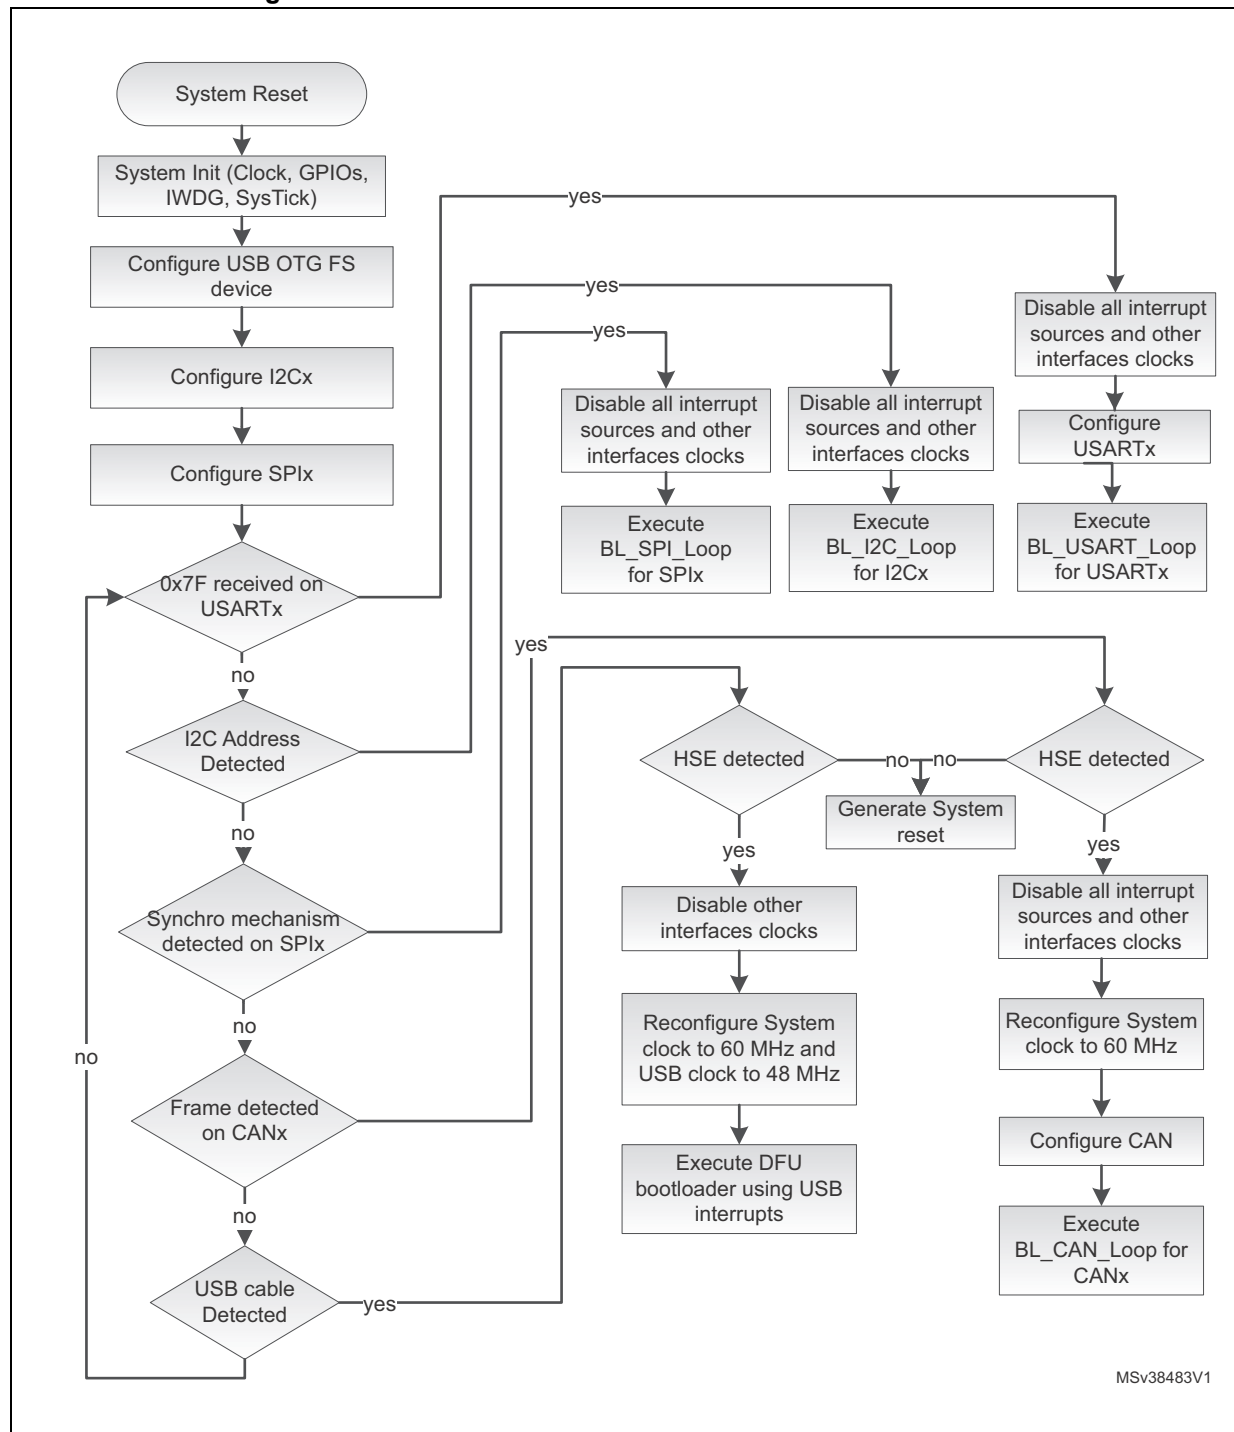 System Reset
System Init (Clock, GPIOs,
IWDG, SysTick)
Configure USB OTG FS
device
Configure I2Cx
Configure SPIx
0x7F received on
USARTx
yes
no
I2C Address
Detected
yes
no
Synchro mechanism
detected on SPIx
yes
no
Frame detected
on CANx
yes
no
USB cable
Detected
yes
no
Disable all interrupt
sources and other
interfaces clocks
Execute
BL_SPI_Loop
for SPIx
Disable all interrupt
sources and other
interfaces clocks
Execute
BL_I2C_Loop
for I2Cx
Disable all interrupt
sources and other
interfaces clocks
Configure
USARTx
Execute
BL_USART_Loop
for USARTx
HSE detected
no
no
HSE detected
Generate System
reset
yes
Disable other
interfaces clocks
Reconfigure System
clock to 60 MHz and
USB clock to 48 MHz
Execute DFU
bootloader using USB
interrupts
yes
Disable all interrupt
sources and other
interfaces clocks
Reconfigure System
clock to 60 MHz
Configure CAN
Execute
BL_CAN_Loop for
CANx
MSv38483V1